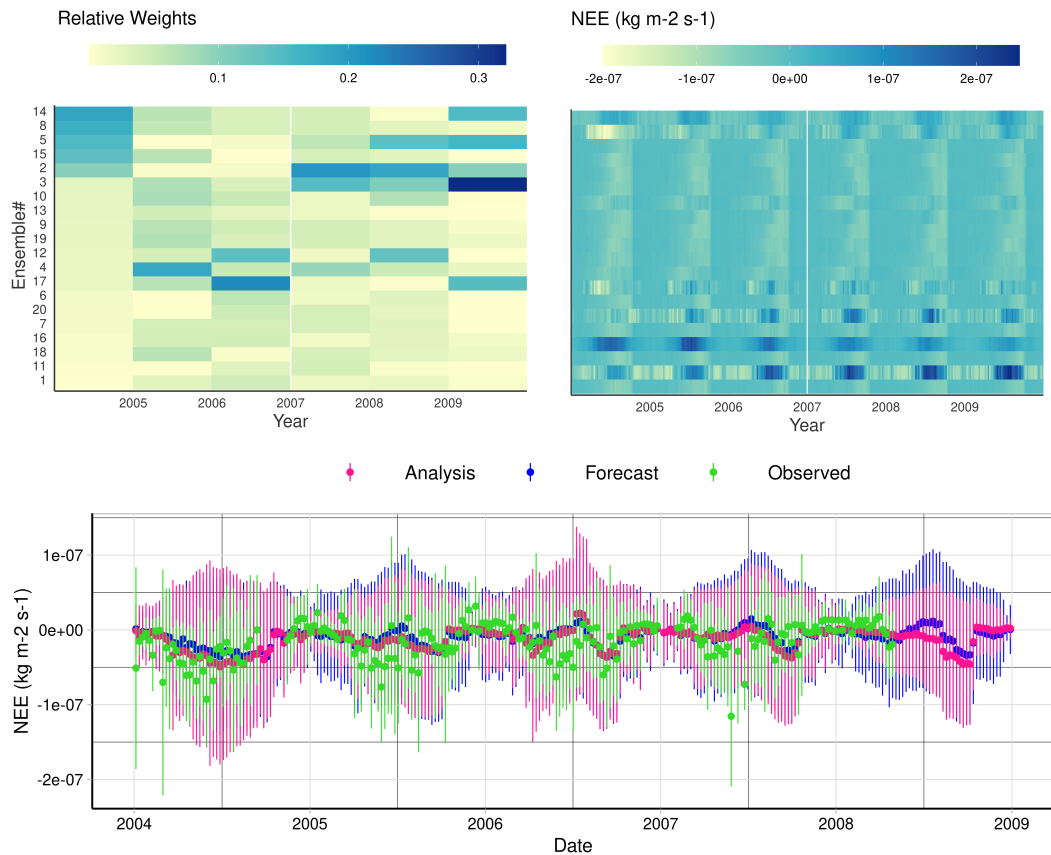 Relative Weights
0.1 0.2 0.3
14
8
5
15
2
3
10
13
9
19
12
4
17
6
20
7
16
18
11
1
Ensemble#
2005 2006 2007 2008 2009
Year
NEE (kg m-2 s-1)
-2e-07 -1e-07 0e+00 1e-07 2e-07
2005 2006 2007 2008 2009
Year
Analysis Forecast Observed
1e-07
0e+00
-1e-07
-2e-07
NEE (kg m-2 s-1)
2004 2005 2006 2007 2008 2009
Date